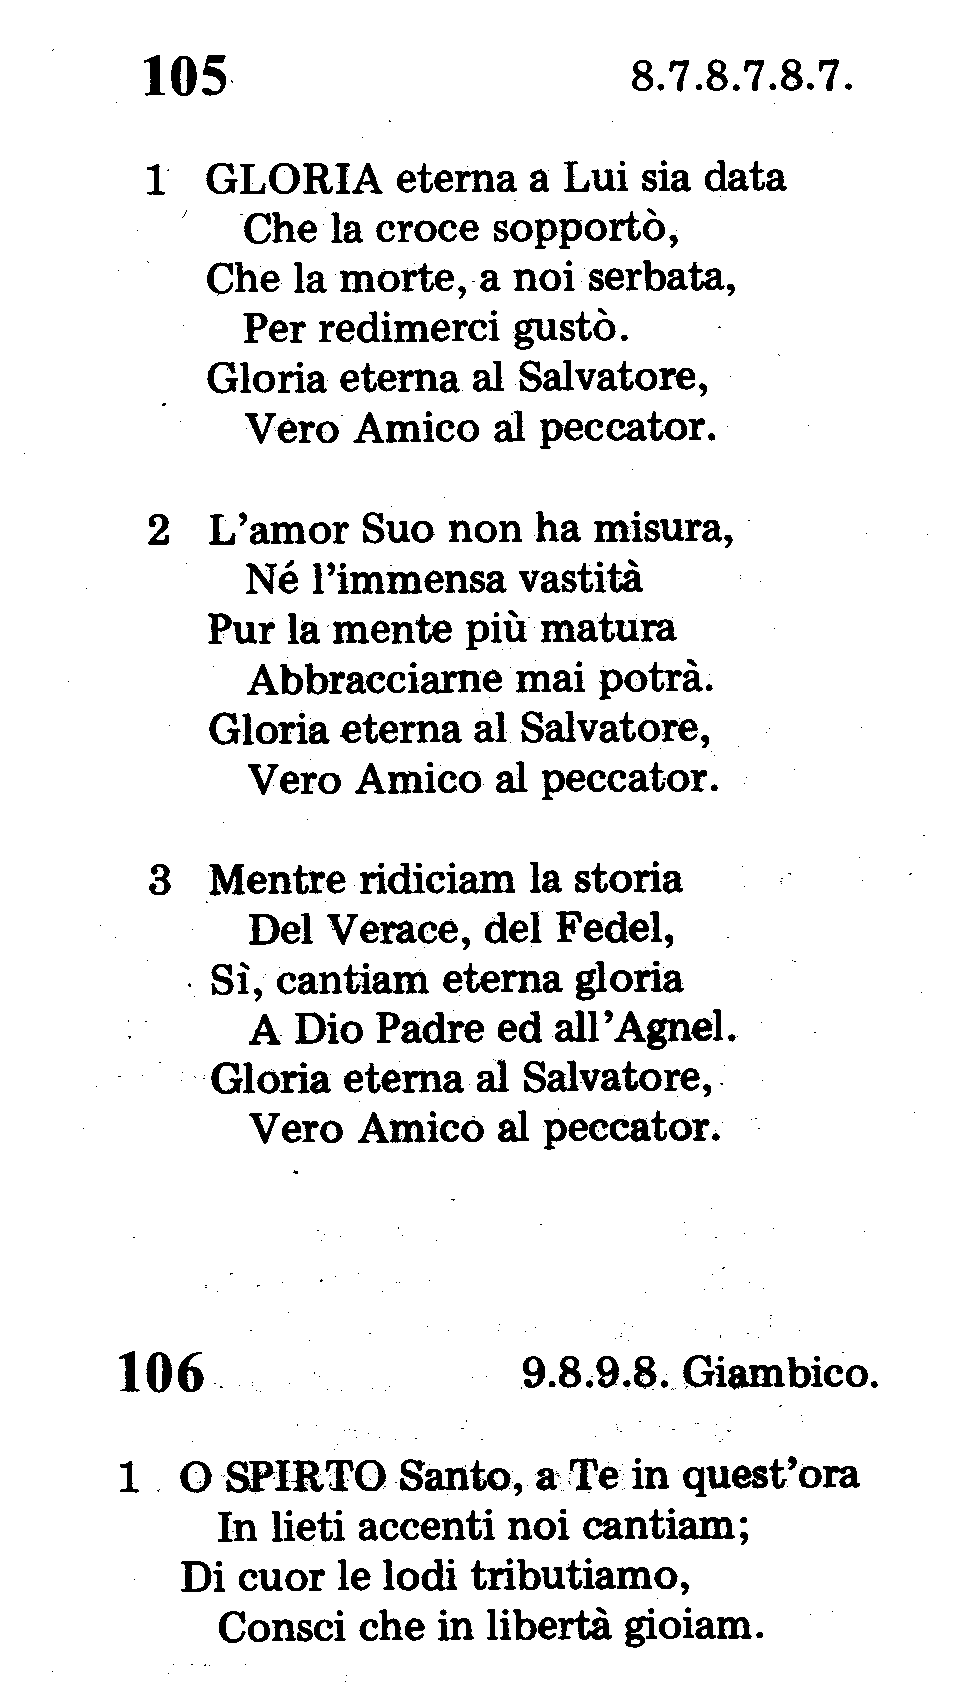 105 8.7.8.7.8.7.
1 GLORIA eterna a Lui sia data
Che la croce sopportò,
Che la morte, a noi serbata,
Per redimerci gustò.
Gloria eterna al Salvatore,
Vero Amico al peccator.
2 L'amor Suo non ha misura,
Né l'immensa vastità
Pur la mente più matura
Abbracciarne mai potrà.
Gloria eterna al Salvatore,
Vero Amico al peccator.
3 Mentre ridiciam la storia
Del Verace, del Fedel,
Sì, cantiam eterna gloria
A Dio Padre ed all'Agnel.
Gloria eterna al Salvatore,
Vero Amico al peccator.
106 9.8.9.8. Giambico.
1 O SPIRTO Santo, a Te in quest'ora
In lieti accenti noi cantiam;
Di cuor le lodi tributiamo,
Consci che in libertà gioiam.